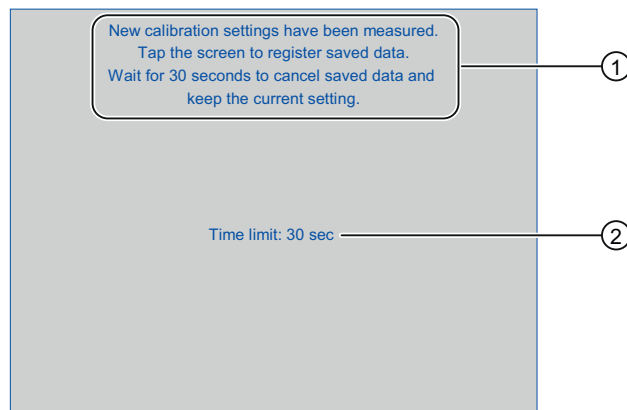 New calibration settings have been measured.
Tap the screen to register saved data.
Wait for 30 seconds to cancel saved data and
keep the current setting.
1
Time limit: 30 sec
2